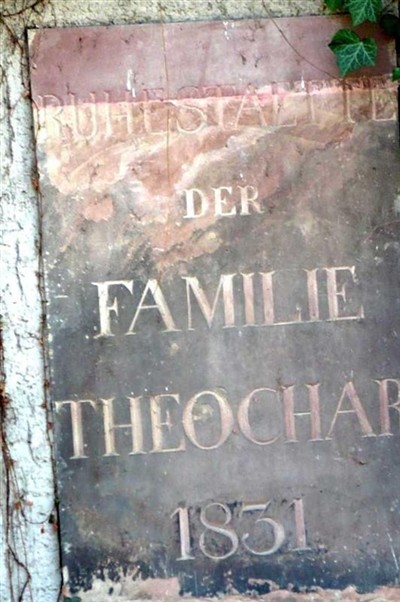 RUHESTAETTE
DER
FAMILIE
THEOCHAR
1831